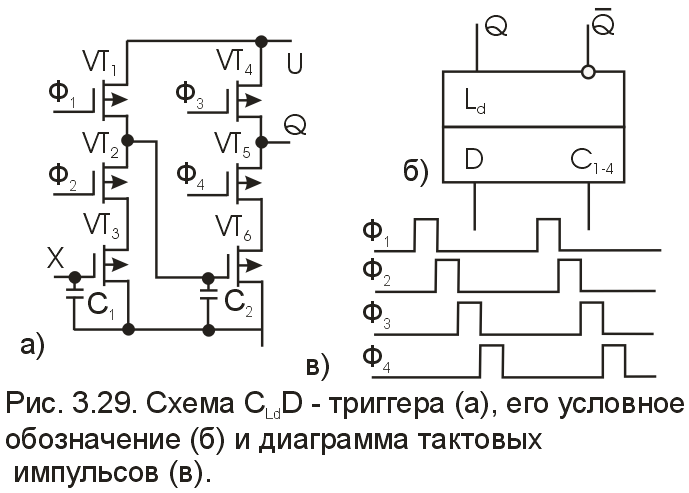 VT1 VT4 U
Ф1 Ф3
VT2 VT5 Q
Ф2 Ф4
VT3 VT6
X
C1 C2
а)
Q Q̅
Ld
D C1-4
б)
Ф1
Ф2
Ф3
Ф4
в)
Рис. 3.29. Схема CLdD - триггера (а), его условное
обозначение (б) и диаграмма тактовых
импульсов (в).